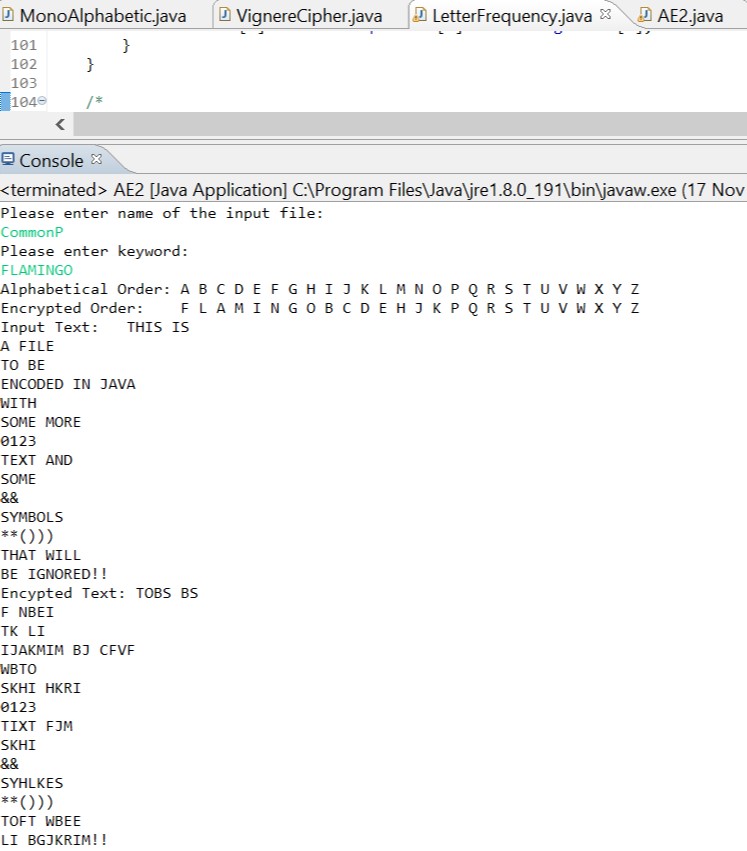 MonoAlphabetic.java VignereCipher.java LetterFrequency.java AE2.java
101 }
102 }
103
104 /*
Console
<terminated> AE2 [Java Application] C:\Program Files\Java\jre1.8.0_191\bin\javaw.exe (17 Nov
Please enter name of the input file:
CommonP
Please enter keyword:
FLAMINGO
Alphabetical Order: A B C D E F G H I J K L M N O P Q R S T U V W X Y Z
Encrypted Order: F L A M I N G O B C D E H J K P Q R S T U V W X Y Z
Input Text: THIS IS
A FILE
TO BE
ENCODED IN JAVA
WITH
SOME MORE
0123
TEXT AND
SOME
&&
SYMBOLS
**()))
THAT WILL
BE IGNORED!!
Encypted Text: TOBS BS
F NBEI
TK LI
IJAKMIM BJ CFVF
WBTO
SKHI HKRI
0123
TIXT FJM
SKHI
&&
SYHLKES
**()))
TOFT WBEE
LI BGJKRIM!!